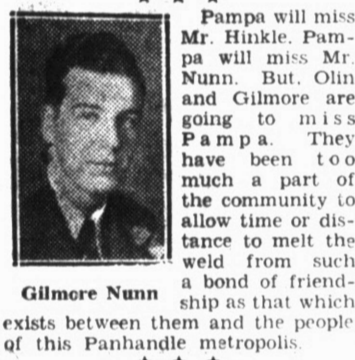 Pampa will miss
Mr. Hinkle. Pam-
pa will miss Mr.
Nunn. But, Olin
and Gilmore are
going to miss
Pampa. They
have been too
much a part of
the community to
allow time or dis-
tance to melt the
weld from such
a bond of friend-
ship as that which
exists between them and the people
of this Panhandle metropolis.
Gilmore Nunn